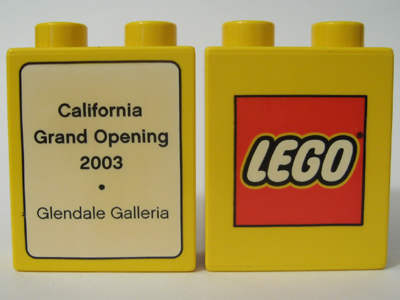 California
Grand Opening
2003
•
Glendale Galleria
LEGO®